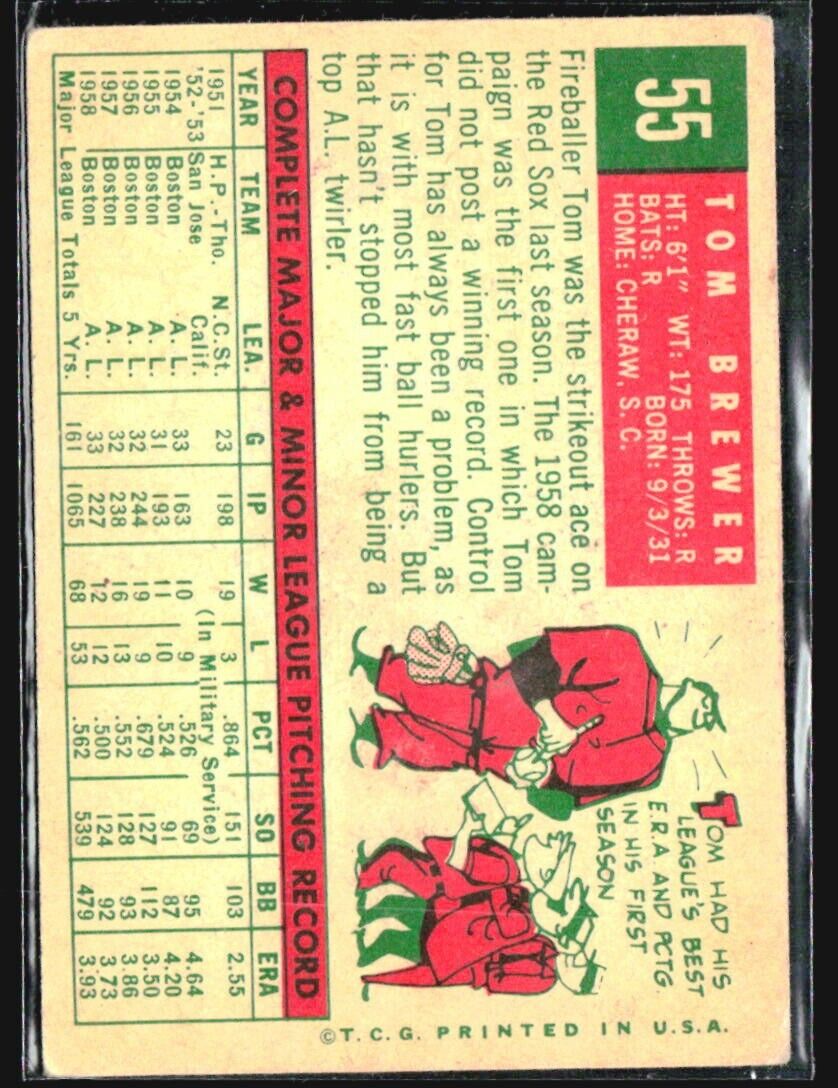 55
TOM BREWER
HT: 6'1" WT: 175 THROWS: R
BATS: R BORN: 9/3/31
HOME: CHERAW, S. C.
Fireballer Tom was the strikeout ace on
the Red Sox last season. The 1958 cam-
paign was the first one in which Tom
did not post a winning record. Control
for Tom has always been a problem, as
it is with most fast ball hurlers. But
that hasn't stopped him from being a
top A.L. twirler.
TOM HAD HIS
LEAGUE'S BEST
E.R.A AND PCTG.
IN HIS FIRST
SEASON
COMPLETE MAJOR & MINOR LEAGUE PITCHING RECORD
YEAR TEAM LEA. G IP W L PCT SO BB ERA
1951 H.P.-Tho. N.C.St. 23 198 19 3 .864 151 103 2.55
'52-'53 San Jose Calif. (In Military Service)
1954 Boston A. L. 33 163 10 9 .526 69 95 4.64
1955 Boston A. L. 31 193 11 10 .524 91 87 4.20
1956 Boston A. L. 32 244 19 9 .679 127 112 3.50
1957 Boston A. L. 32 238 16 13 .552 128 93 3.86
1958 Boston A. L. 33 227 12 12 .500 124 92 3.73
Major League Totals 5 Yrs. 161 1065 68 53 .562 539 479 3.93
©T.C.G. PRINTED IN U.S.A.